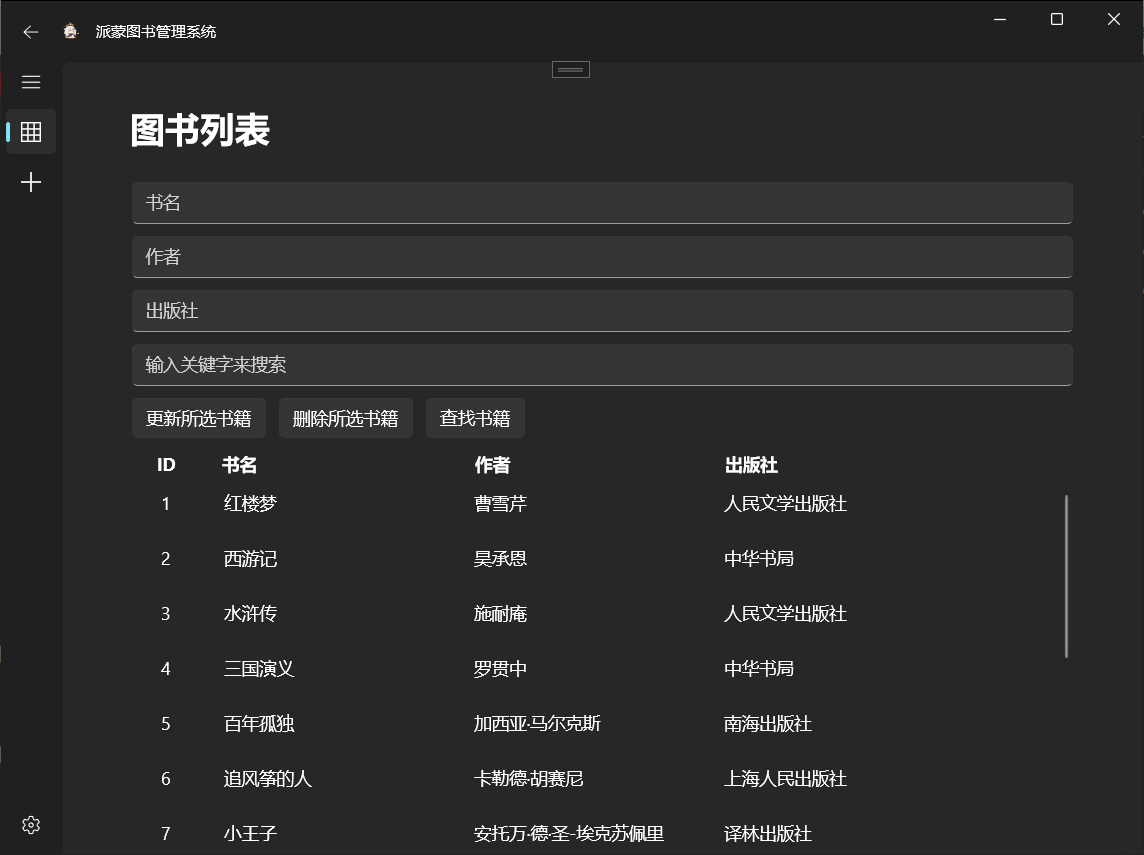 派蒙图书管理系统
图书列表
书名
作者
出版社
输入关键字来搜索
更新所选书籍 删除所选书籍 查找书籍
ID 书名 作者 出版社
1 红楼梦 曹雪芹 人民文学出版社
2 西游记 吴承恩 中华书局
3 水浒传 施耐庵 人民文学出版社
4 三国演义 罗贯中 中华书局
5 百年孤独 加西亚·马尔克斯 南海出版社
6 追风筝的人 卡勒德·胡赛尼 上海人民出版社
7 小王子 安托万·德·圣-埃克苏佩里 译林出版社